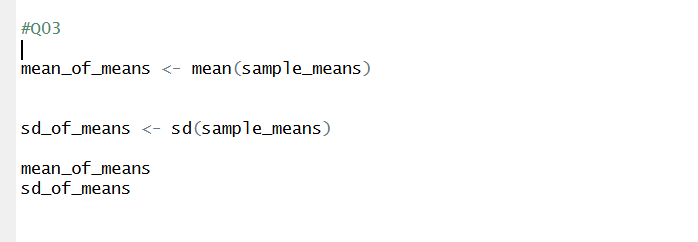 #Q03
mean_of_means <- mean(sample_means)
sd_of_means <- sd(sample_means)
mean_of_means
sd_of_means